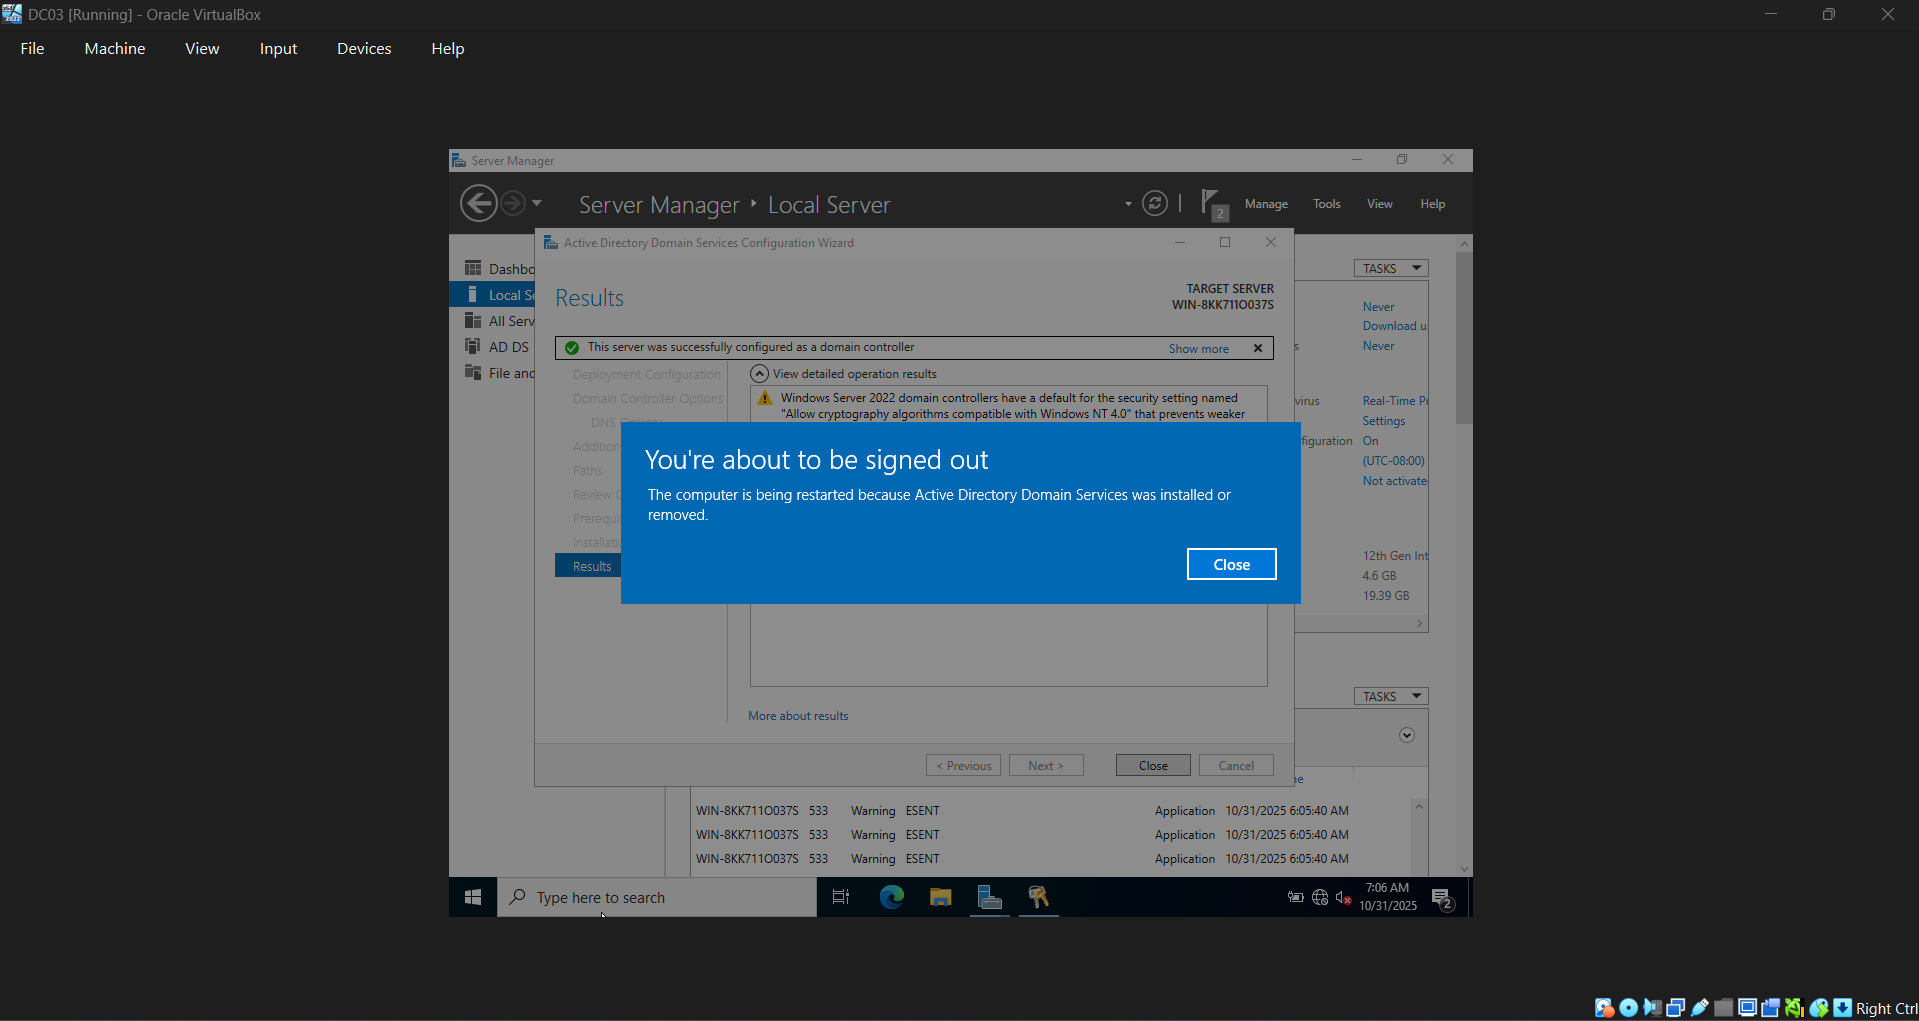 DC03 [Running] - Oracle VirtualBox
File Machine View Input Devices Help
Server Manager
Server Manager Local Server
2
Manage Tools View Help
Active Directory Domain Services Configuration Wizard
Dashbo
Local Se
All Serv
AD DS
File and
Results
TARGET SERVER
WIN-8KK711O037S
This server was successfully configured as a domain controller
Show more
Deployment Configuration
Domain Controller Options
DNS Options
Addition
Paths
Review O
Prerequi
Installatio
Results
View detailed operation results
Windows Server 2022 domain controllers have a default for the security setting named
"Allow cryptography algorithms compatible with Windows NT 4.0" that prevents weaker
You're about to be signed out
The computer is being restarted because Active Directory Domain Services was installed or
removed.
Close
More about results
< Previous Next > Close Cancel
TASKS
Never
Download u
s Never
virus Real-Time Pr
Settings
figuration On
(UTC-08:00)
Not activate
12th Gen Int
4.6 GB
19.39 GB
TASKS
ne
WIN-8KK711O037S 533 Warning ESENT Application 10/31/2025 6:05:40 AM
WIN-8KK711O037S 533 Warning ESENT Application 10/31/2025 6:05:40 AM
WIN-8KK711O037S 533 Warning ESENT Application 10/31/2025 6:05:40 AM
Type here to search
7:06 AM
10/31/2025
2
Right Ctrl